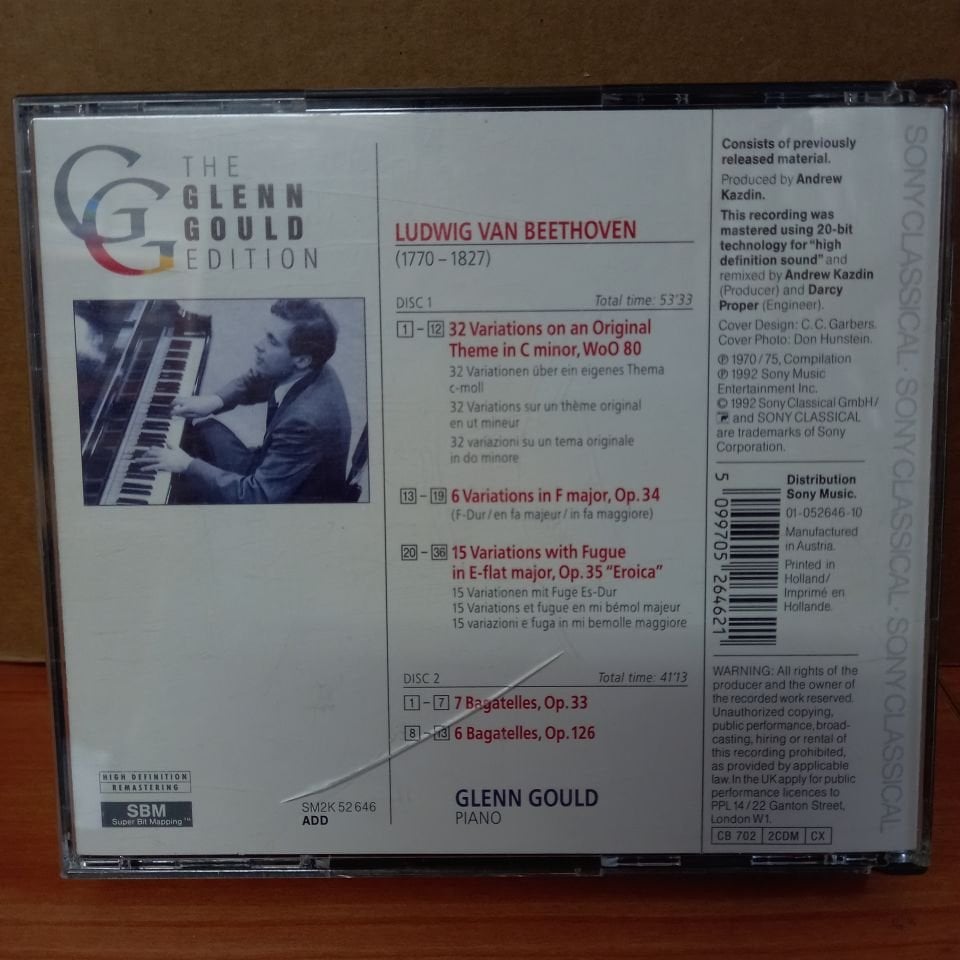 THE
GLENN
GOULD
EDITION
LUDWIG VAN BEETHOVEN
(1770 – 1827)
DISC 1 Total time: 53'33
1 – 12 32 Variations on an Original
Theme in C minor, WoO 80
32 Variationen über ein eigenes Thema
c-moll
32 Variations sur un thème original
en ut mineur
32 variazioni su un tema originale
in do minore
13 – 19 6 Variations in F major, Op. 34
(F-Dur / en fa majeur / in fa maggiore)
20 – 36 15 Variations with Fugue
in E-flat major, Op. 35 "Eroica"
15 Variationen mit Fuge Es-Dur
15 Variations et fugue en mi bémol majeur
15 variazioni e fuga in mi bemolle maggiore
DISC 2 Total time: 41'13
1 – 7 7 Bagatelles, Op. 33
8 – 13 6 Bagatelles, Op. 126
GLENN GOULD
PIANO
HIGH DEFINITION
REMASTERING
SBM
Super Bit Mapping™
SM2K 52 646
ADD
Consists of previously
released material.
Produced by Andrew
Kazdin.
This recording was
mastered using 20-bit
technology for "high
definition sound" and
remixed by Andrew Kazdin
(Producer) and Darcy
Proper (Engineer).
Cover Design: C. C. Garbers.
Cover Photo: Don Hunstein.
℗ 1970 / 75, Compilation
℗ 1992 Sony Music
Entertainment Inc.
© 1992 Sony Classical GmbH /
and SONY CLASSICAL
are trademarks of Sony
Corporation.
5 099705 264621
Distribution
Sony Music.
01-052646-10
Manufactured
in Austria.
Printed in
Holland /
Imprimé en
Hollande.
WARNING: All rights of the
producer and the owner of
the recorded work reserved.
Unauthorized copying,
public performance, broad-
casting, hiring or rental of
this recording prohibited,
as provided by applicable
law. In the UK apply for public
performance licences to
PPL 14 / 22 Ganton Street,
London W1.
CB 702 2CDM CX
SONY CLASSICAL · SONY CLASSICAL · SONY CLASSICAL